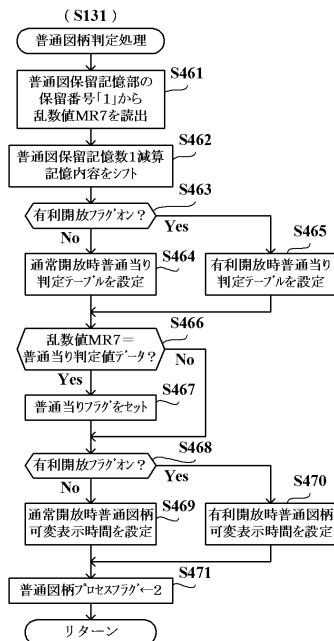 (S131)
普通図柄判定処理
S461
普通図保留記憶部の
保留番号「1」から
乱数値MR7を読出
S462
普通図保留記憶数1減算
記憶内容をシフト
S463
有利開放フラグオン?
Yes
No
S464
通常開放時普通当り
判定テーブルを設定
S465
有利開放時普通当り
判定テーブルを設定
S466
乱数値MR7=
普通当り判定値データ?
No
Yes
S467
普通当りフラグをセット
S468
有利開放フラグオン?
Yes
No
S469
通常開放時普通図柄
可変表示時間を設定
S470
有利開放時普通図柄
可変表示時間を設定
S471
普通図柄プロセスフラグ←2
リターン